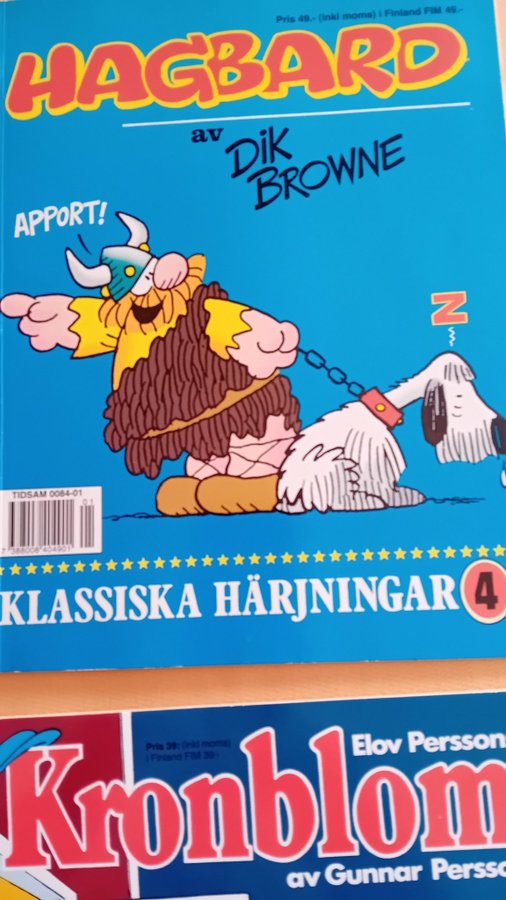 Pris 49.- (inkl moms) i Finland FIM 49.-
HAGBARD
av DIK
BROWNE
APPORT!
Z
TIDSAM 0084-01
01
7 388008 404901
KLASSISKA HÄRJNINGAR 4
Pris 39: (inkl moms)
i Finland FIM 39.-
Elov Persson
Kronblom
av Gunnar Persso